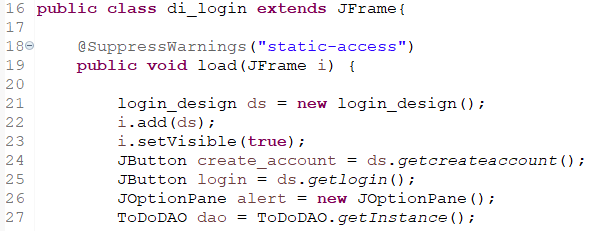 16 public class di_login extends JFrame{
17
18 @SuppressWarnings("static-access")
19 public void load(JFrame i) {
20
21 login_design ds = new login_design();
22 i.add(ds);
23 i.setVisible(true);
24 JButton create_account = ds.getcreateaccount();
25 JButton login = ds.getlogin();
26 JOptionPane alert = new JOptionPane();
27 ToDoDAO dao = ToDoDAO.getInstance();